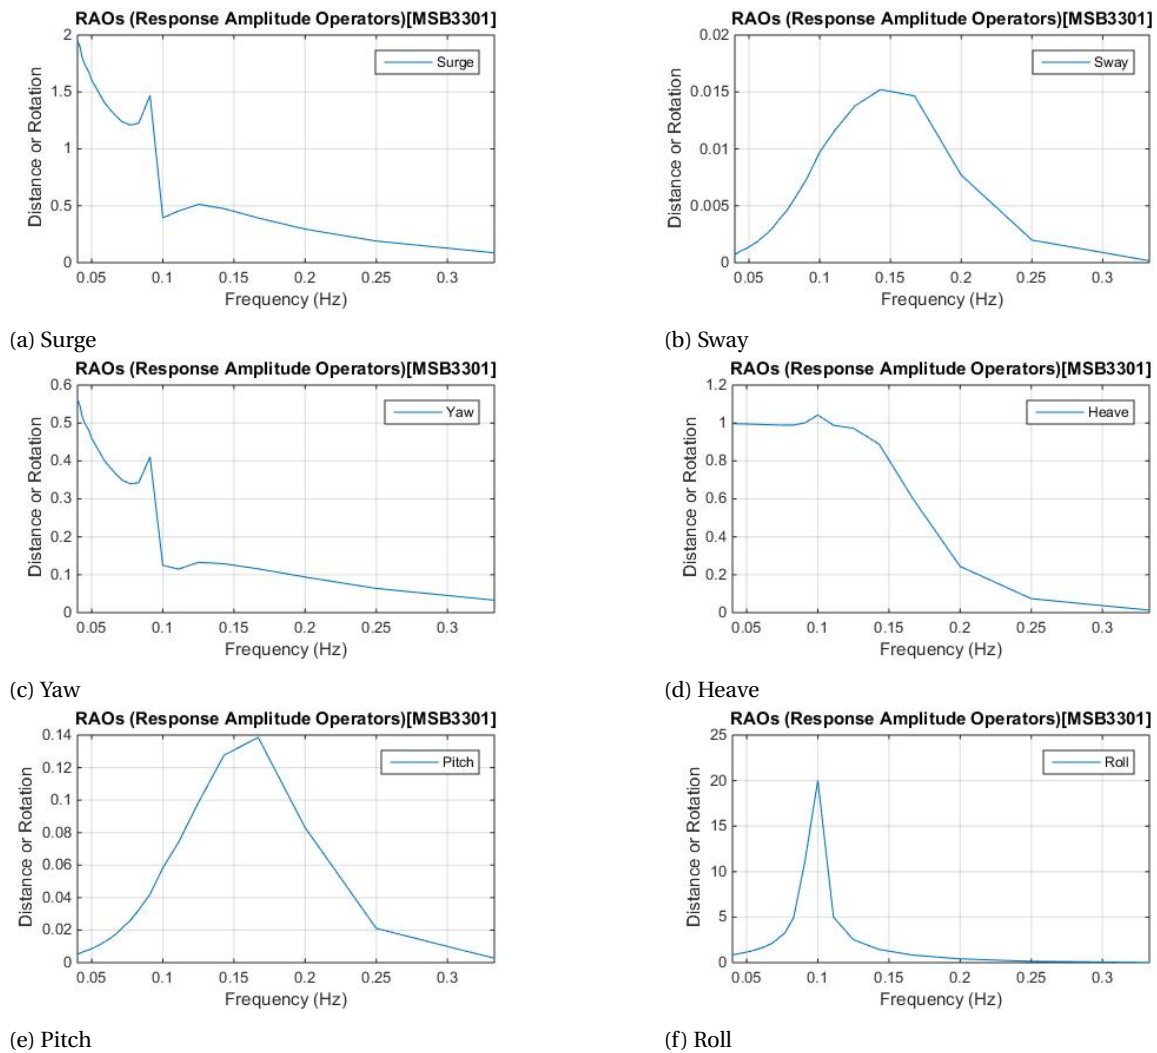 RAOs (Response Amplitude Operators)[MSB3301]
Distance or Rotation
2
1.5
1
0.5
0
Surge
0.05 0.1 0.15 0.2 0.25 0.3
Frequency (Hz)
(a) Surge
RAOs (Response Amplitude Operators)[MSB3301]
Distance or Rotation
0.02
0.015
0.01
0.005
0
Sway
0.05 0.1 0.15 0.2 0.25 0.3
Frequency (Hz)
(b) Sway
RAOs (Response Amplitude Operators)[MSB3301]
Distance or Rotation
0.6
0.5
0.4
0.3
0.2
0.1
0
Yaw
0.05 0.1 0.15 0.2 0.25 0.3
Frequency (Hz)
(c) Yaw
RAOs (Response Amplitude Operators)[MSB3301]
Distance or Rotation
1.2
1
0.8
0.6
0.4
0.2
0
Heave
0.05 0.1 0.15 0.2 0.25 0.3
Frequency (Hz)
(d) Heave
RAOs (Response Amplitude Operators)[MSB3301]
Distance or Rotation
0.14
0.12
0.1
0.08
0.06
0.04
0.02
0
Pitch
0.05 0.1 0.15 0.2 0.25 0.3
Frequency (Hz)
(e) Pitch
RAOs (Response Amplitude Operators)[MSB3301]
Distance or Rotation
25
20
15
10
5
0
Roll
0.05 0.1 0.15 0.2 0.25 0.3
Frequency (Hz)
(f) Roll